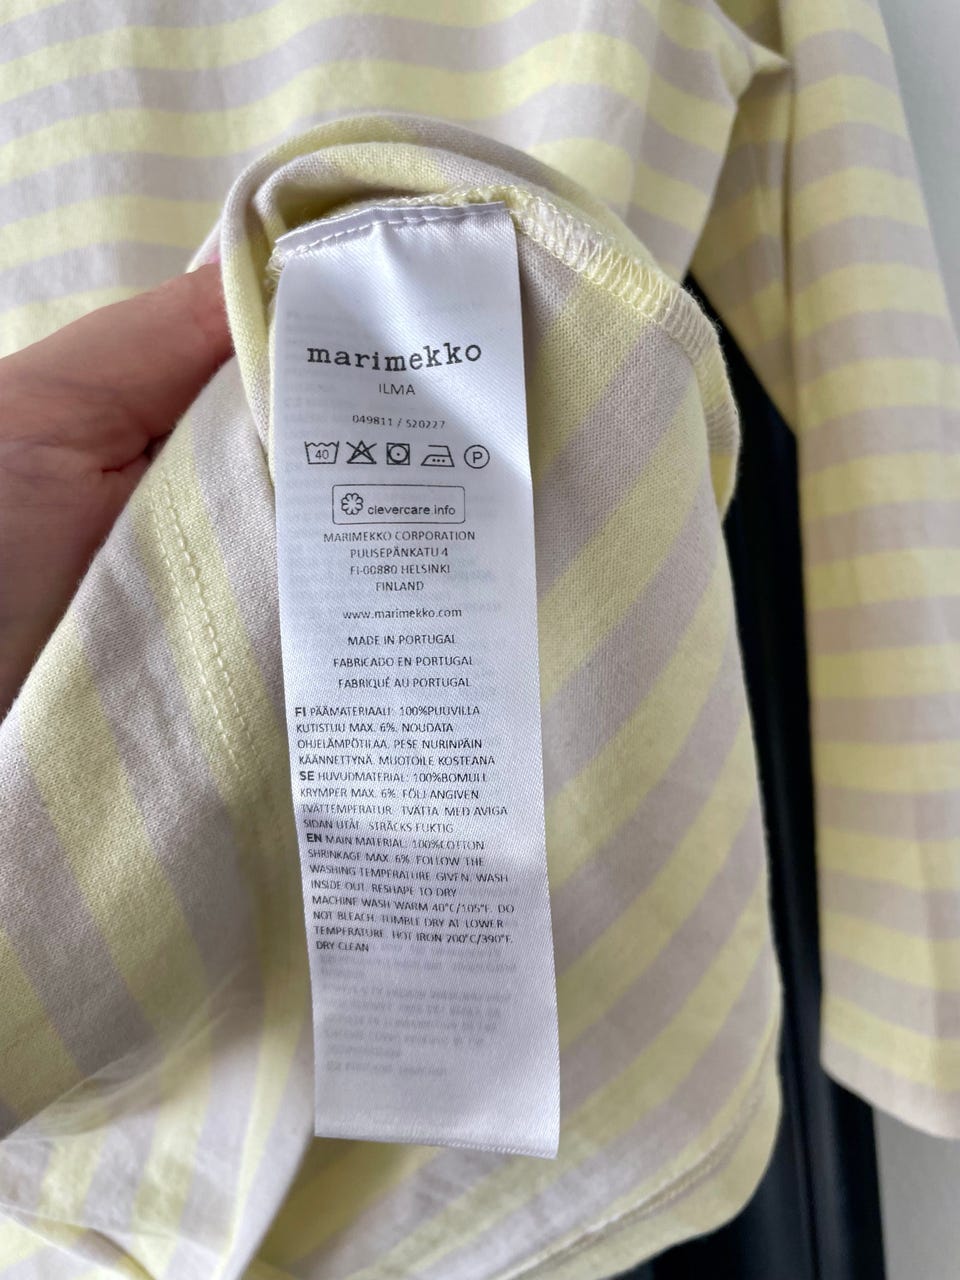 marimekko
ILMA
049811 / 520227
40 P
clevercare.info
MARIMEKKO CORPORATION
PUUSEPÄNKATU 4
FI-00880 HELSINKI
FINLAND
www.marimekko.com
MADE IN PORTUGAL
FABRICADO EN PORTUGAL
FABRIQUÉ AU PORTUGAL
FI PÄÄMATERIAALI: 100%PUUVILLA
KUTISTUU MAX. 6%. NOUDATA
OHJELÄMPÖTILAA. PESE NURINPÄIN
KÄÄNNETTYNÄ. MUOTOILE KOSTEANA
SE HUVUDMATERIAL: 100%BOMULL
KRYMPER MAX. 6%. FÖLJ ANGIVEN
TVÄTTEMPERATUR. TVÄTTA MED AVIGA
SIDAN UTÅT. STRÄCKS FUKTIG
EN MAIN MATERIAL: 100%COTTON
SHRINKAGE MAX. 6%. FOLLOW THE
WASHING TEMPERATURE GIVEN. WASH
INSIDE OUT. RESHAPE TO DRY
MACHINE WASH WARM 40°C/105°F. DO
NOT BLEACH. TUMBLE DRY AT LOWER
TEMPERATURE. HOT IRON 200°C/390°F.
DRY CLEAN